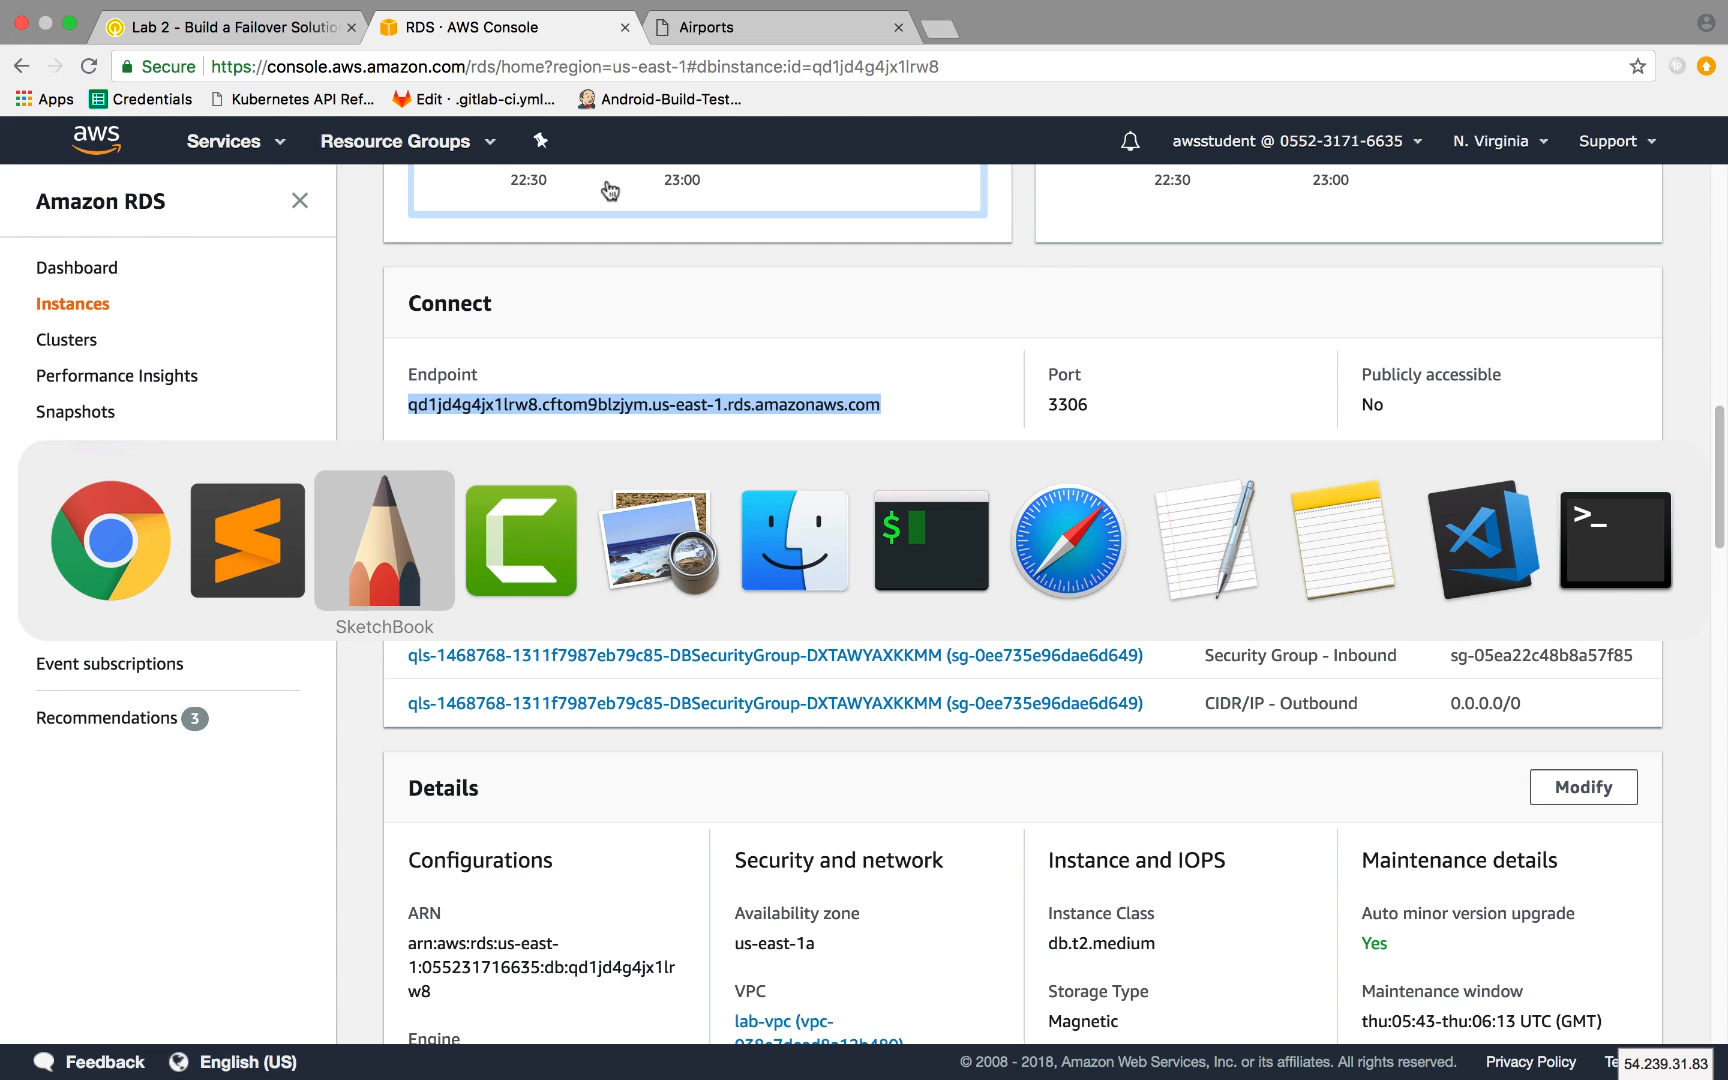 Lab 2 - Build a Failover Solutio
RDS · AWS Console
Airports
Secure
https://console.aws.amazon.com/rds/home?region=us-east-1#dbinstance:id=qd1jd4g4jx1lrw8
Apps
Credentials
Kubernetes API Ref...
Edit · .gitlab-ci.yml...
Android-Build-Test...
aws
Services
Resource Groups
awsstudent @ 0552-3171-6635
N. Virginia
Support
Amazon RDS
Dashboard
Instances
Clusters
Performance Insights
Snapshots
Event subscriptions
Recommendations 3
22:30
23:00
22:30
23:00
Connect
Endpoint
qd1jd4g4jx1lrw8.cftom9blzjym.us-east-1.rds.amazonaws.com
Port
3306
Publicly accessible
No
$
>_
SketchBook
qls-1468768-1311f7987eb79c85-DBSecurityGroup-DXTAWYAXKKMM (sg-0ee735e96dae6d649)
Security Group - Inbound
sg-05ea22c48b8a57f85
qls-1468768-1311f7987eb79c85-DBSecurityGroup-DXTAWYAXKKMM (sg-0ee735e96dae6d649)
CIDR/IP - Outbound
0.0.0.0/0
Details
Modify
Configurations
ARN
arn:aws:rds:us-east-
1:055231716635:db:qd1jd4g4jx1lr
w8
Engine
Security and network
Availability zone
us-east-1a
VPC
lab-vpc (vpc-
Instance and IOPS
Instance Class
db.t2.medium
Storage Type
Magnetic
Maintenance details
Auto minor version upgrade
Yes
Maintenance window
thu:05:43-thu:06:13 UTC (GMT)
Feedback
English (US)
© 2008 - 2018, Amazon Web Services, Inc. or its affiliates. All rights reserved.
Privacy Policy
Te
54.239.31.83